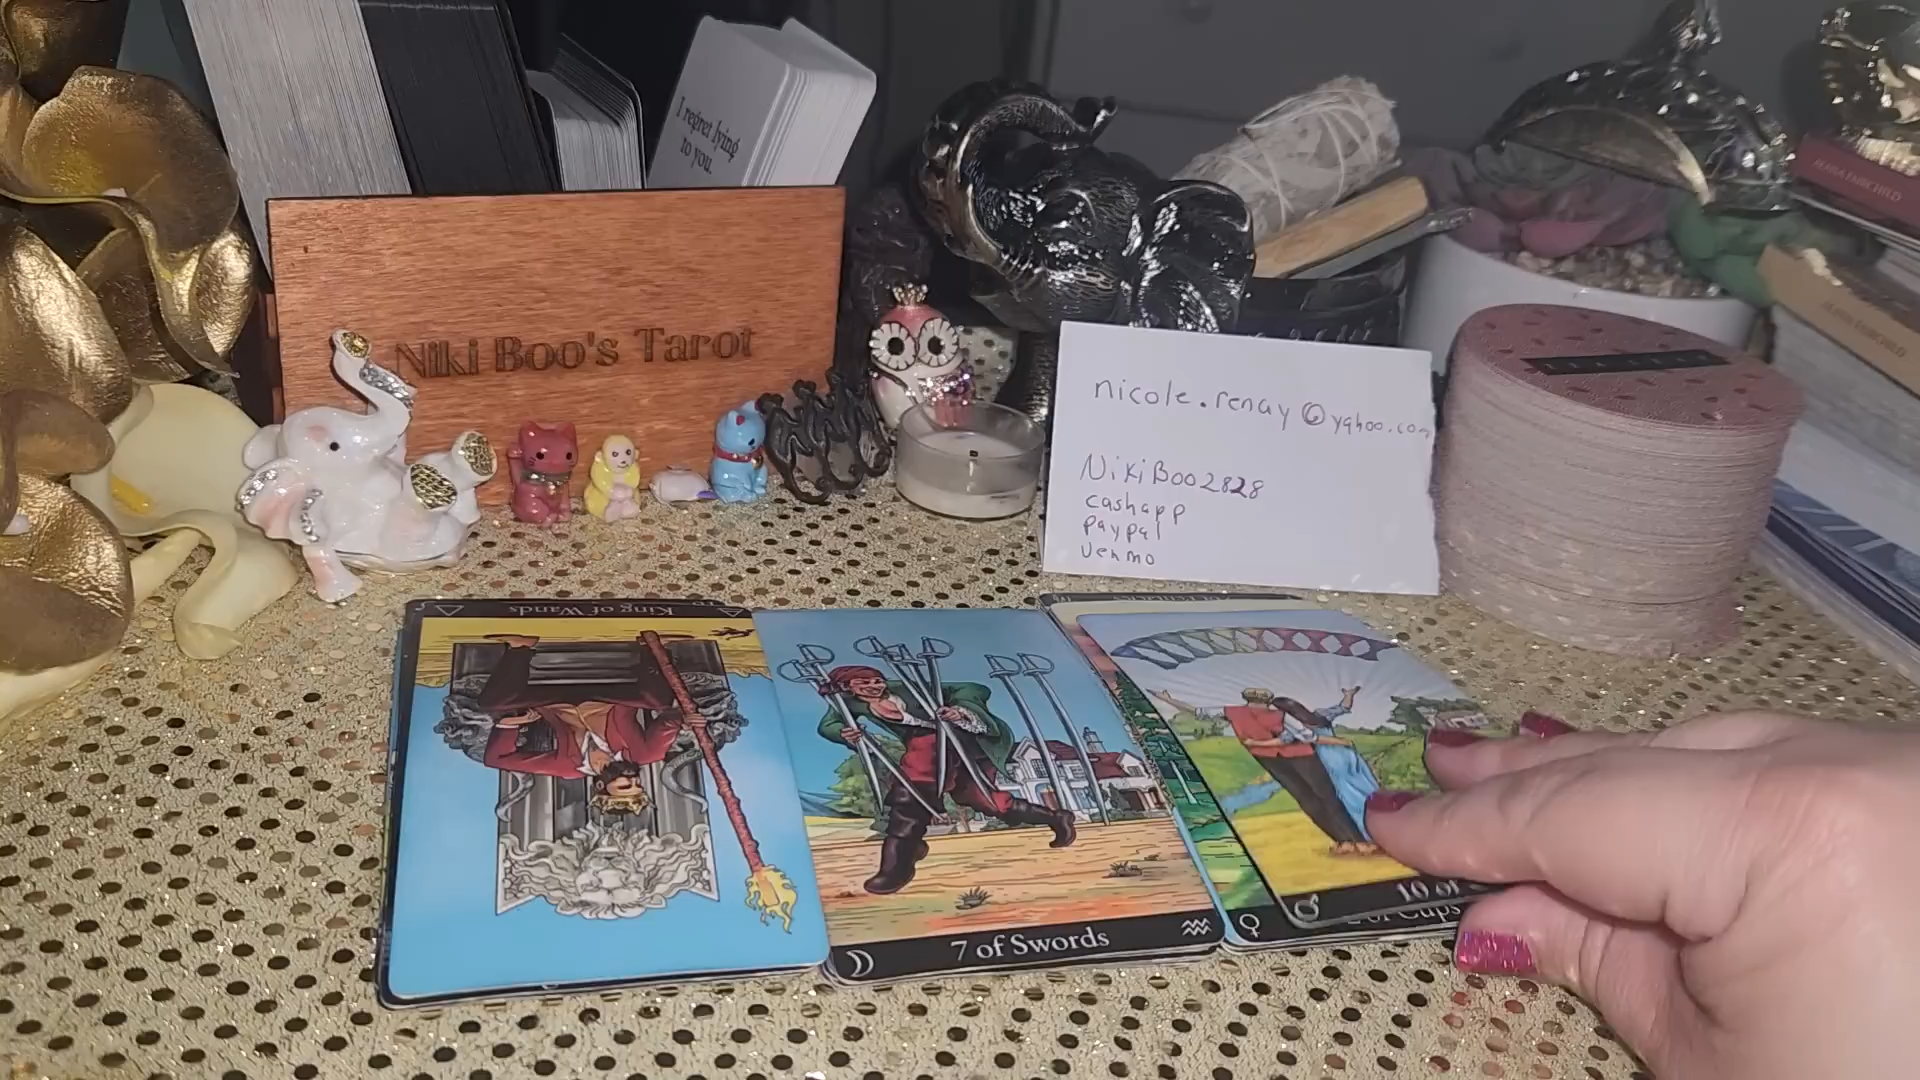 I regret lying
to you.
Niki Boo's Tarot
nicole.renay@yahoo.com
NikiBoo2828
cashapp
paypal
venmo
King of Wands
7 of Swords
10 of
of Cups